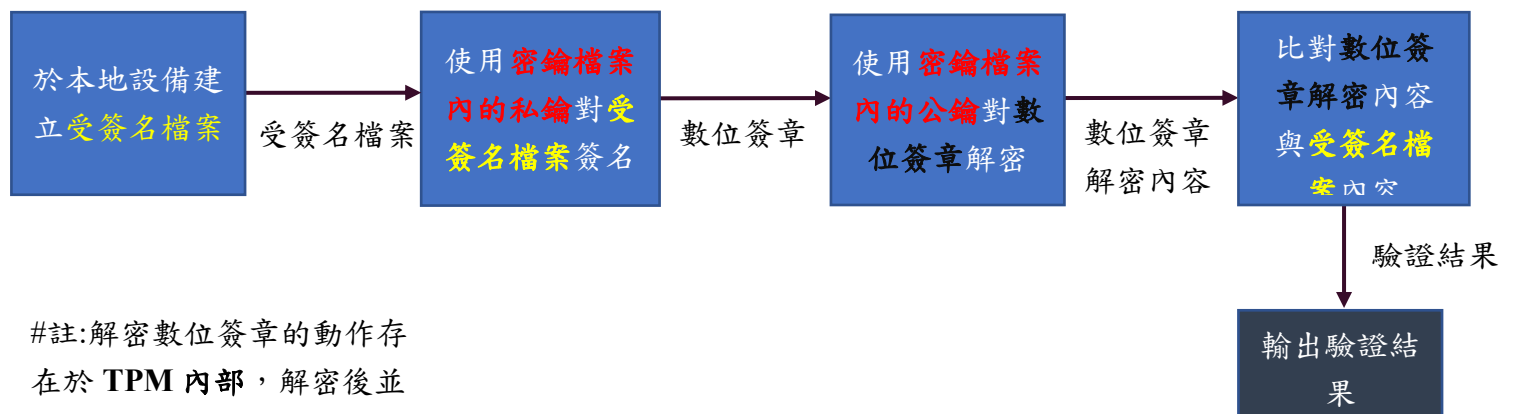 於本地設備建
立受簽名檔案
受簽名檔案
使用密鑰檔案
內的私鑰對受
簽名檔案簽名
數位簽章
使用密鑰檔案
內的公鑰對數
位簽章解密
數位簽章
解密內容
比對數位簽
章解密內容
與受簽名檔
案內容
驗證結果
輸出驗證結
果
#註:解密數位簽章的動作存
在於 TPM 內部，解密後並